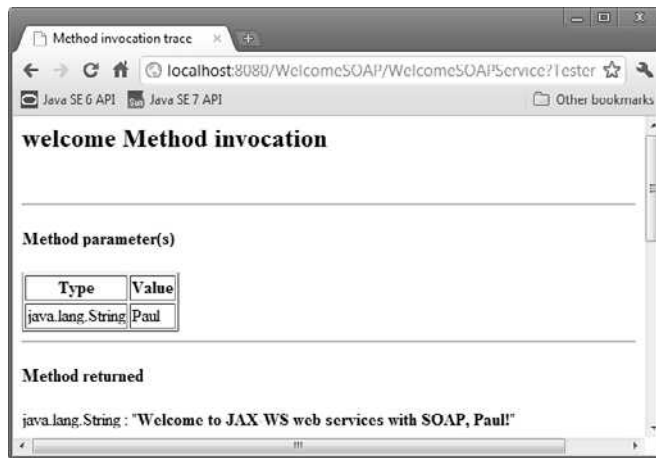 Method invocation trace
localhost:8080/WelcomeSOAP/WelcomeSOAPService?Tester
Java SE 6 API Java SE 7 API Other bookmarks
welcome Method invocation
Method parameter(s)
Type Value
java.lang.String Paul
Method returned
java.lang.String : "Welcome to JAX WS web services with SOAP, Paul!"